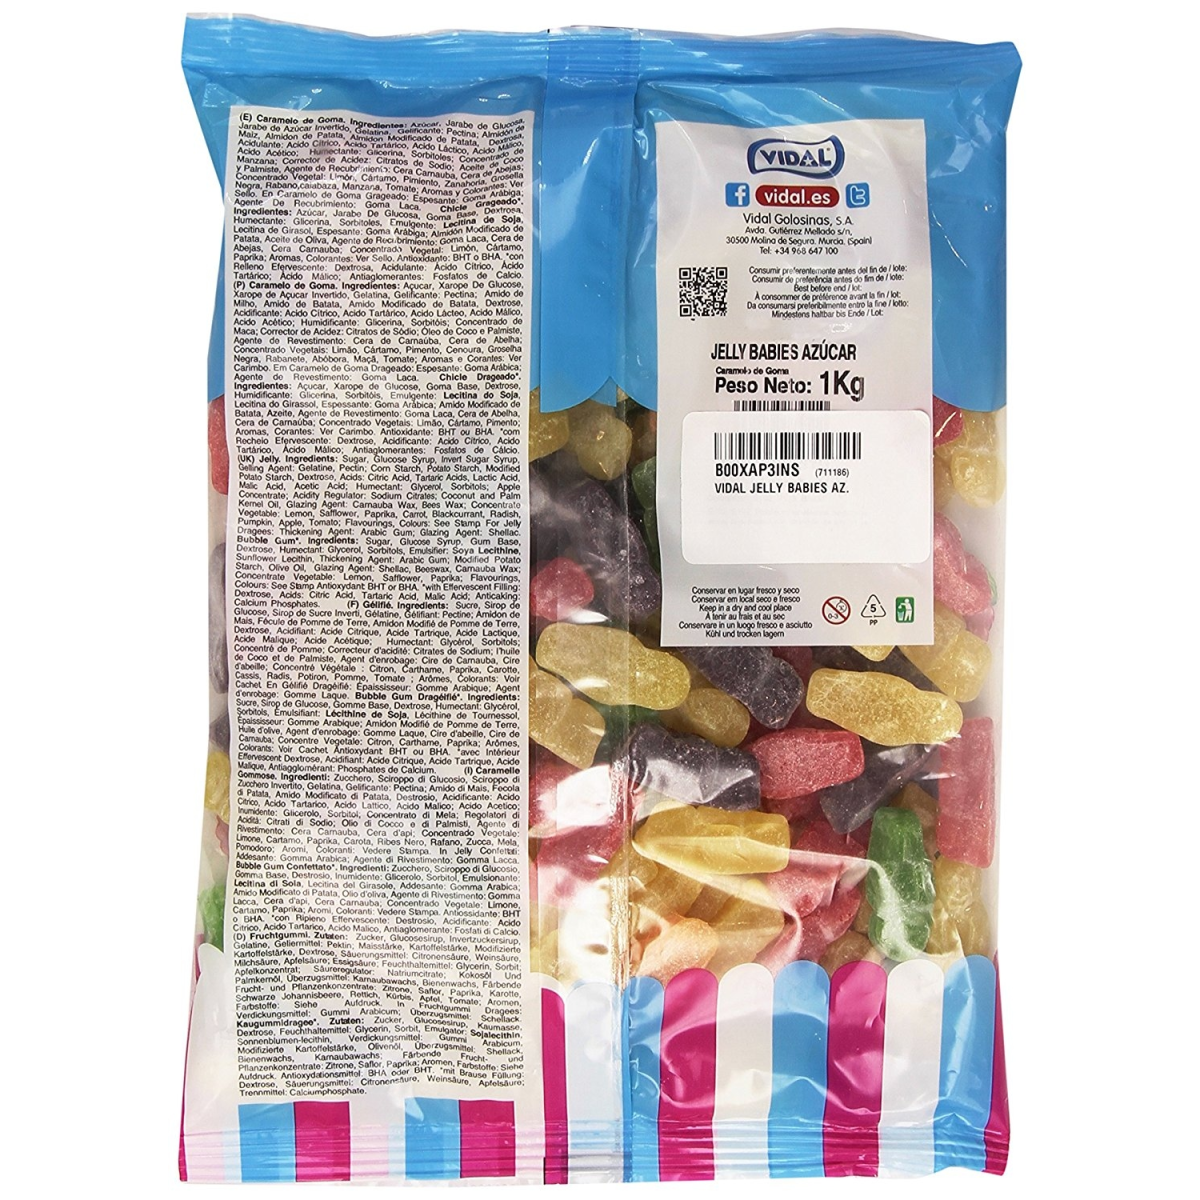 (E) Caramelo de Goma. Ingredientes: Azúcar, Jarabe de Glucosa,
Jarabe de Azúcar Invertido, Gelatina, Gelificante: Pectina; Almidón de
Maíz, Almidon de Patata, Almidon Modificado de Patata, Dextrosa,
Acidulante: Acido Cítrico, Acido Tartárico, Acido Láctico, Acido Málico,
Acido Acético; Humectante: Glicerina, Sorbitoles; Concentrado de
Manzana; Corrector de Acidez: Citratos de Sodio; Aceite de Coco
y Palmiste, Agente de Recubrimiento: Cera Carnauba, Cera de Abejas;
Concentrado Vegetal: Limón, Cártamo, Pimiento, Zanahoria, Grosella
Negra, Rabano,calabaza, Manzana, Tomate; Aromas y Colorantes: Ver
Sello. En Caramelo de Goma Grageado: Espesante: Goma Arábiga;
Agente De Recubrimiento: Goma Laca. Chicle Grageado*.
Ingredientes: Azúcar, Jarabe De Glucosa, Goma Base, Dextrosa,
Humectante: Glicerina, Sorbitoles, Emulgente: Lecitina de Soja,
Lecitina de Girasol, Espesante: Goma Arábiga; Almidón Modificado de
Patata, Aceite de Oliva, Agente de Recubrimiento: Goma Laca, Cera de
Abejas, Cera Carnauba; Concentrado Vegetal: Limón, Cártamo,
Paprika; Aromas, Colorantes: Ver Sello. Antioxidante: BHT o BHA. *con
Relleno Efervescente: Dextrosa, Acidulante: Ácido Cítrico, Ácido
Tartárico; Ácido Málico; Antiaglomerantes: Fosfatos de Calcio.
(P) Caramelo de Goma. Ingredientes: Açucar, Xarope De Glucose,
Xarope de Açucar Invertido, Gelatina, Gelificante: Pectina; Amido de
Milho, Amido de Batata, Amido Modificado de Batata, Dextrose,
Acidificante: Acido Cítrico, Acido Tartárico, Acido Lácteo, Acido Málico,
Acido Acético; Humidificante: Glicerina, Sorbitóis; Concentrado de
Maca; Corrector de Acidez: Citratos de Sódio; Óleo de Coco e Palmiste,
Agente de Revestimento: Cera de Carnaúba, Cera de Abelha;
Concentrado Vegetais: Limão, Cártamo, Pimento, Cenoura, Groselha
Negra, Rabanete, Abóbora, Maçã, Tomate; Aromas e Corantes: Ver
Carimbo. Em Caramelo de Goma Drageado: Espesante: Goma Arábica;
Agente de Revestimento: Goma Laca. Chicle Drageado*.
Ingredientes: Açucar, Xarope de Glucose, Goma Base, Dextrose,
Humidificante: Glicerina, Sorbitóis, Emulgente: Lecitina do Soja,
Lecitina do Girassol, Espessante: Goma Arábica; Amido Modificado de
Batata, Azeite, Agente de Revestimento: Goma Laca, Cera de Abelha,
Cera de Carnaúba; Concentrado Vegetais: Limão, Cártamo, Pimento;
Aromas, Corantes: Ver Carimbo. Antioxidante: BHT ou BHA. *com
Recheio Efervescente: Dextrose, Acidificante: Acido Cítrico, Acido
Tartárico, Ácido Málico; Antiaglomerantes: Fosfatos de Cálcio.
(UK) Jelly. Ingredients: Sugar, Glucose Syrup, Invert Sugar Syrup,
Gelling Agent: Gelatine, Pectin; Corn Starch, Potato Starch, Modified
Potato Starch, Dextrose, Acids: Citric Acid, Tartaric Acids, Lactic Acid,
Malic Acid, Acetic Acid; Humectant: Glycerol, Sorbitols; Apple
Concentrate; Acidity Regulator: Sodium Citrates; Coconut and Palm
Kernel Oil, Glazing Agent: Carnauba Wax, Bees Wax; Concentrate
Vegetable: Lemon, Safflower, Paprika, Carrot, Blackcurrant, Radish,
Pumpkin, Apple, Tomato; Flavourings, Colours: See Stamp For Jelly
Dragees: Thickening Agent: Arabic Gum; Glazing Agent: Shellac.
Bubble Gum*. Ingredients: Sugar, Glucose Syrup, Gum Base,
Dextrose, Humectant: Glycerol, Sorbitols, Emulsifier: Soya Lecithine,
Sunflower Lecithin, Thickening Agent: Arabic Gum; Modified Potato
Starch, Olive Oil, Glazing Agent: Shellac, Beeswax, Carnauba Wax;
Concentrate Vegetable: Lemon, Safflower, Paprika; Flavourings,
Colours: See Stamp Antioxydant BHT or BHA. *with Effervescent Filling:
Dextrose, Acids: Citric Acid, Tartaric Acid, Malic Acid; Anticaking:
Calcium Phosphates. (F) Gélifié. Ingredients: Sucre, Sirop de
Glucose, Sirop de Sucre Inverti, Gélatine, Gélifiant: Pectine; Amidon de
Maïs, Fécule de Pomme de Terre, Amidon Modifié de Pomme de Terre,
Dextrose, Acidifiant: Acide Citrique, Acide Tartrique, Acide Lactique,
Acide Malique; Acide Acétique; Humectant: Glycérol, Sorbitols;
Concentré de Pomme; Correcteur d'acidité: Citrates de Sodium; l'huile
de Coco et de Palmiste, Agent d'enrobage: Cire de Carnauba, Cire
d'abeille; Concentré Végétale : Citron, Carthame, Paprika, Carotte,
Cassis, Radis, Potiron, Pomme, Tomate ; Arômes, Colorants: Voir
Cachet. En Gélifié Dragéifié: Épaississeur: Gomme Arabique; Agent
d'enrobage: Gomme Laque. Bubble Gum Dragéifié*. Ingredients:
Sucre, Sirop de Glucose, Gomme Base, Dextrose, Humectant: Glycérol,
Sorbitols, Emulsifiant: Lécithine de Soja, Lécithine de Tournessol,
Épaississeur: Gomme Arabique; Amidon Modifié de Pomme de Terre,
Huile d'olive, Agent d'enrobage: Gomme Laque, Cire d'abeille, Cire de
Carnauba; Concentre Vegetale: Citron, Carthame, Paprika; Arômes,
Colorants: Voir Cachet Antioxydant BHT ou BHA. *avec Intérieur
Effervescent Dextrose, Acidifiant: Acide Citrique, Acide Tartrique, Acide
Malique, Antiagglomérant: Phosphates de Calcium. (I) Caramelle
Gommose. Ingredienti: Zucchero, Sciroppo di Glucosio, Sciroppo di
Zucchero Invertito, Gelatina, Gelificante: Pectina; Amido di Mais, Fecola
di Patata, Amido Modificato di Patata, Destrosio, Acidificante: Acido
Citrico, Acido Tartarico, Acido Lattico, Acido Malico; Acido Acetico;
Inumidente: Glicerolo, Sorbitol; Concentrato di Mela; Regolatori di
Acidità: Citrati di Sodio; Olio di Cocco e di Palmisti, Agente di
Rivestimento: Cera Carnauba, Cera d'api; Concentrato Vegetale:
Limone, Cartamo, Paprika, Carota, Ribes Nero, Rafano, Zucca, Mela,
Pomodoro; Aromi, Coloranti: Vedere Stampa. In Jelly Confettati:
Addesante: Gomma Arabica; Agente di Rivestimento: Gomma Lacca.
Bubble Gum Confettato*. Ingredienti: Zucchero, Sciroppo di Glucosio,
Gomma Base, Destrosio, Inumidente: Glicerolo, Sorbitol, Emulsionante:
Lecitina di Soia, Lecitina del Girasole, Addesante: Gomma Arabica;
Amido Modificato di Patata, Olio d'oliva, Agente di Rivestimento: Gomma
Lacca, Cera d'api, Cera Carnauba; Concentrato Vegetale: Limone,
Cartamo, Paprika; Aromi, Coloranti: Vedere Stampa. Antiossidante: BHT
o BHA. *con Ripieno Effervescente: Destrosio, Acidificante: Acido
Citrico, Acido Tartarico, Acido Malico, Antiaglomerante: Fosfati di Calcio.
(D) Fruchtgummi. Zutaten: Zucker, Glucosesirup, Invertzuckersirup,
Gelatine, Geliermittel: Pektin; Maisstärke, Kartoffelstärke, Modifizierte
Kartoffelstärke, Dextrose, Säuerungsmittel: Citronensäure, Weinsäure,
Milchsäure, Apfelsäure; Essigsäure; Feuchthaltemittel: Glycerin, Sorbit;
Apfelkonzentrat; Säureregulator: Natriumcitrate; Kokosöl Und
Palmkernöl, Überzugsmittel: Karnaubawachs, Bienenwachs, Färbende
Frucht- und Pflanzenkonzentrate: Zitrone, Saflor, Paprika, Karotte,
Schwarze Johannisbeere, Rettich, Kürbis, Apfel, Tomate; Aromen,
Farbstoffe: Siehe Aufdruck. In Fruchtgummi Dragees:
Verdickungsmittel: Gummi Arabicum; Überzugsmittel: Schellack.
Kaugummidragee*. Zutaten: Zucker, Glucosesirup, Kaumasse,
Dextrose, Feuchthaltemittel: Glycerin, Sorbit, Emulgator: Sojalecithin,
Sonnenblumen-lecithin, Verdickungsmittel: Gummi Arabicum,
Modifizierte Kartoffelstärke, Olivenöl, Überzugsmittel: Shellack,
Bienenwachs, Karnaubawachs; Färbende Frucht- und
Pflanzenkonzentrate: Zitrone, Saflor, Paprika; Aromen, Farbstoffe: Siehe
Aufdruck. Antioxydationsmittel: BHA oder BHT. *mit Brause Füllung:
Dextrose, Säuerungsmittel: Citronensäure, Weinsäure, Apfelsäure;
Trennmittel: Calciumphosphate.
VIDAL
vidal.es
Vidal Golosinas, S.A.
Avda. Gutiérrez Mellado s/n,
30500 Molina de Segura. Murcia, (Spain)
Tel: +34 968 647 100
Consumir preferentemente antes del fin de / lote:
Consumir de preferência antes do fim de / lote:
Best before end / lot:
À consommer de préférence avant la fin / lot:
Da consumarsi preferibilmente entro la fine / lotto:
Mindestens haltbar bis Ende / Lot:
JELLY BABIES AZÚCAR
Caramelo de Goma
Peso Neto: 1Kg
B00XAP3INS (711186)
VIDAL JELLY BABIES AZ.
Conservar en lugar fresco y seco
Conservar em local seco e fresco
Keep in a dry and cool place
À tenir au frais et au sec
Conservare in un luogo fresco e asciutto
Kühl und trocken lagern
0-3
5
PP